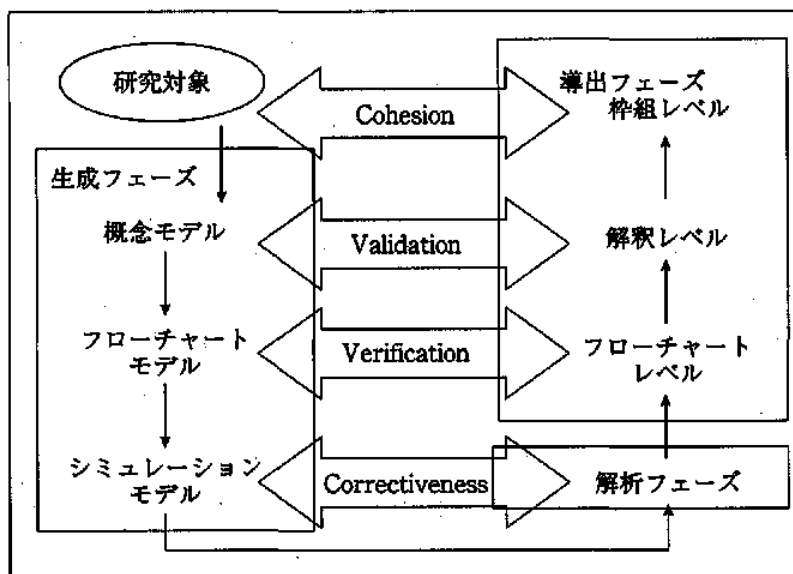 研究対象
導出フェーズ
枠組レベル
Cohesion
生成フェーズ
概念モデル
Validation
解釈レベル
フローチャート
モデル
Verification
フローチャート
レベル
シミュレーション
モデル
Correctiveness
解析フェーズ